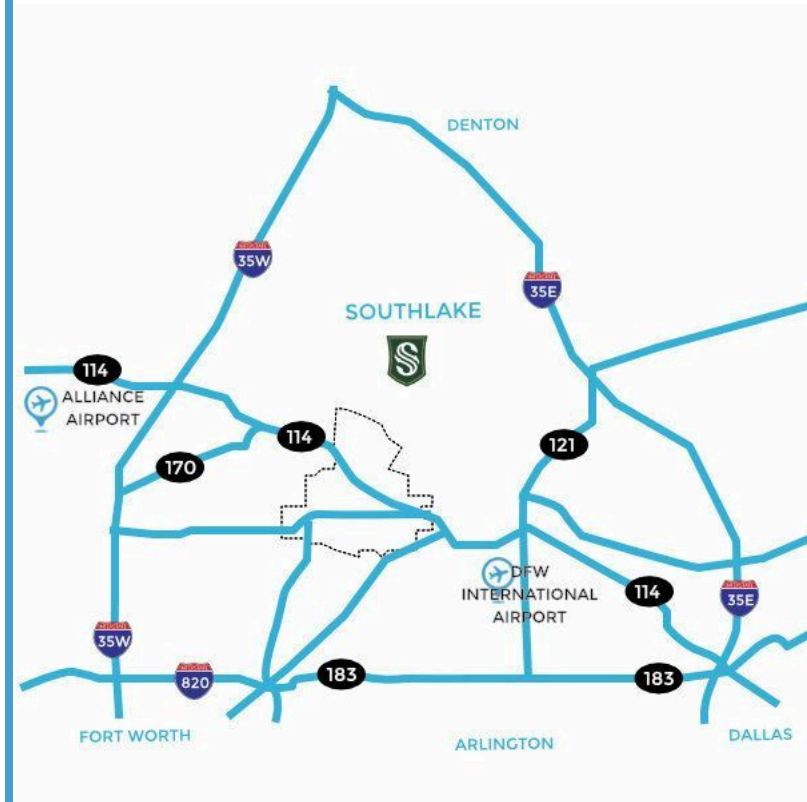 DENTON
35W
35E
SOUTHLAKE
S
114
ALLIANCE
AIRPORT
114
121
170
DFW
INTERNATIONAL
AIRPORT
114
35E
35W
820
183
183
FORT WORTH
ARLINGTON
DALLAS